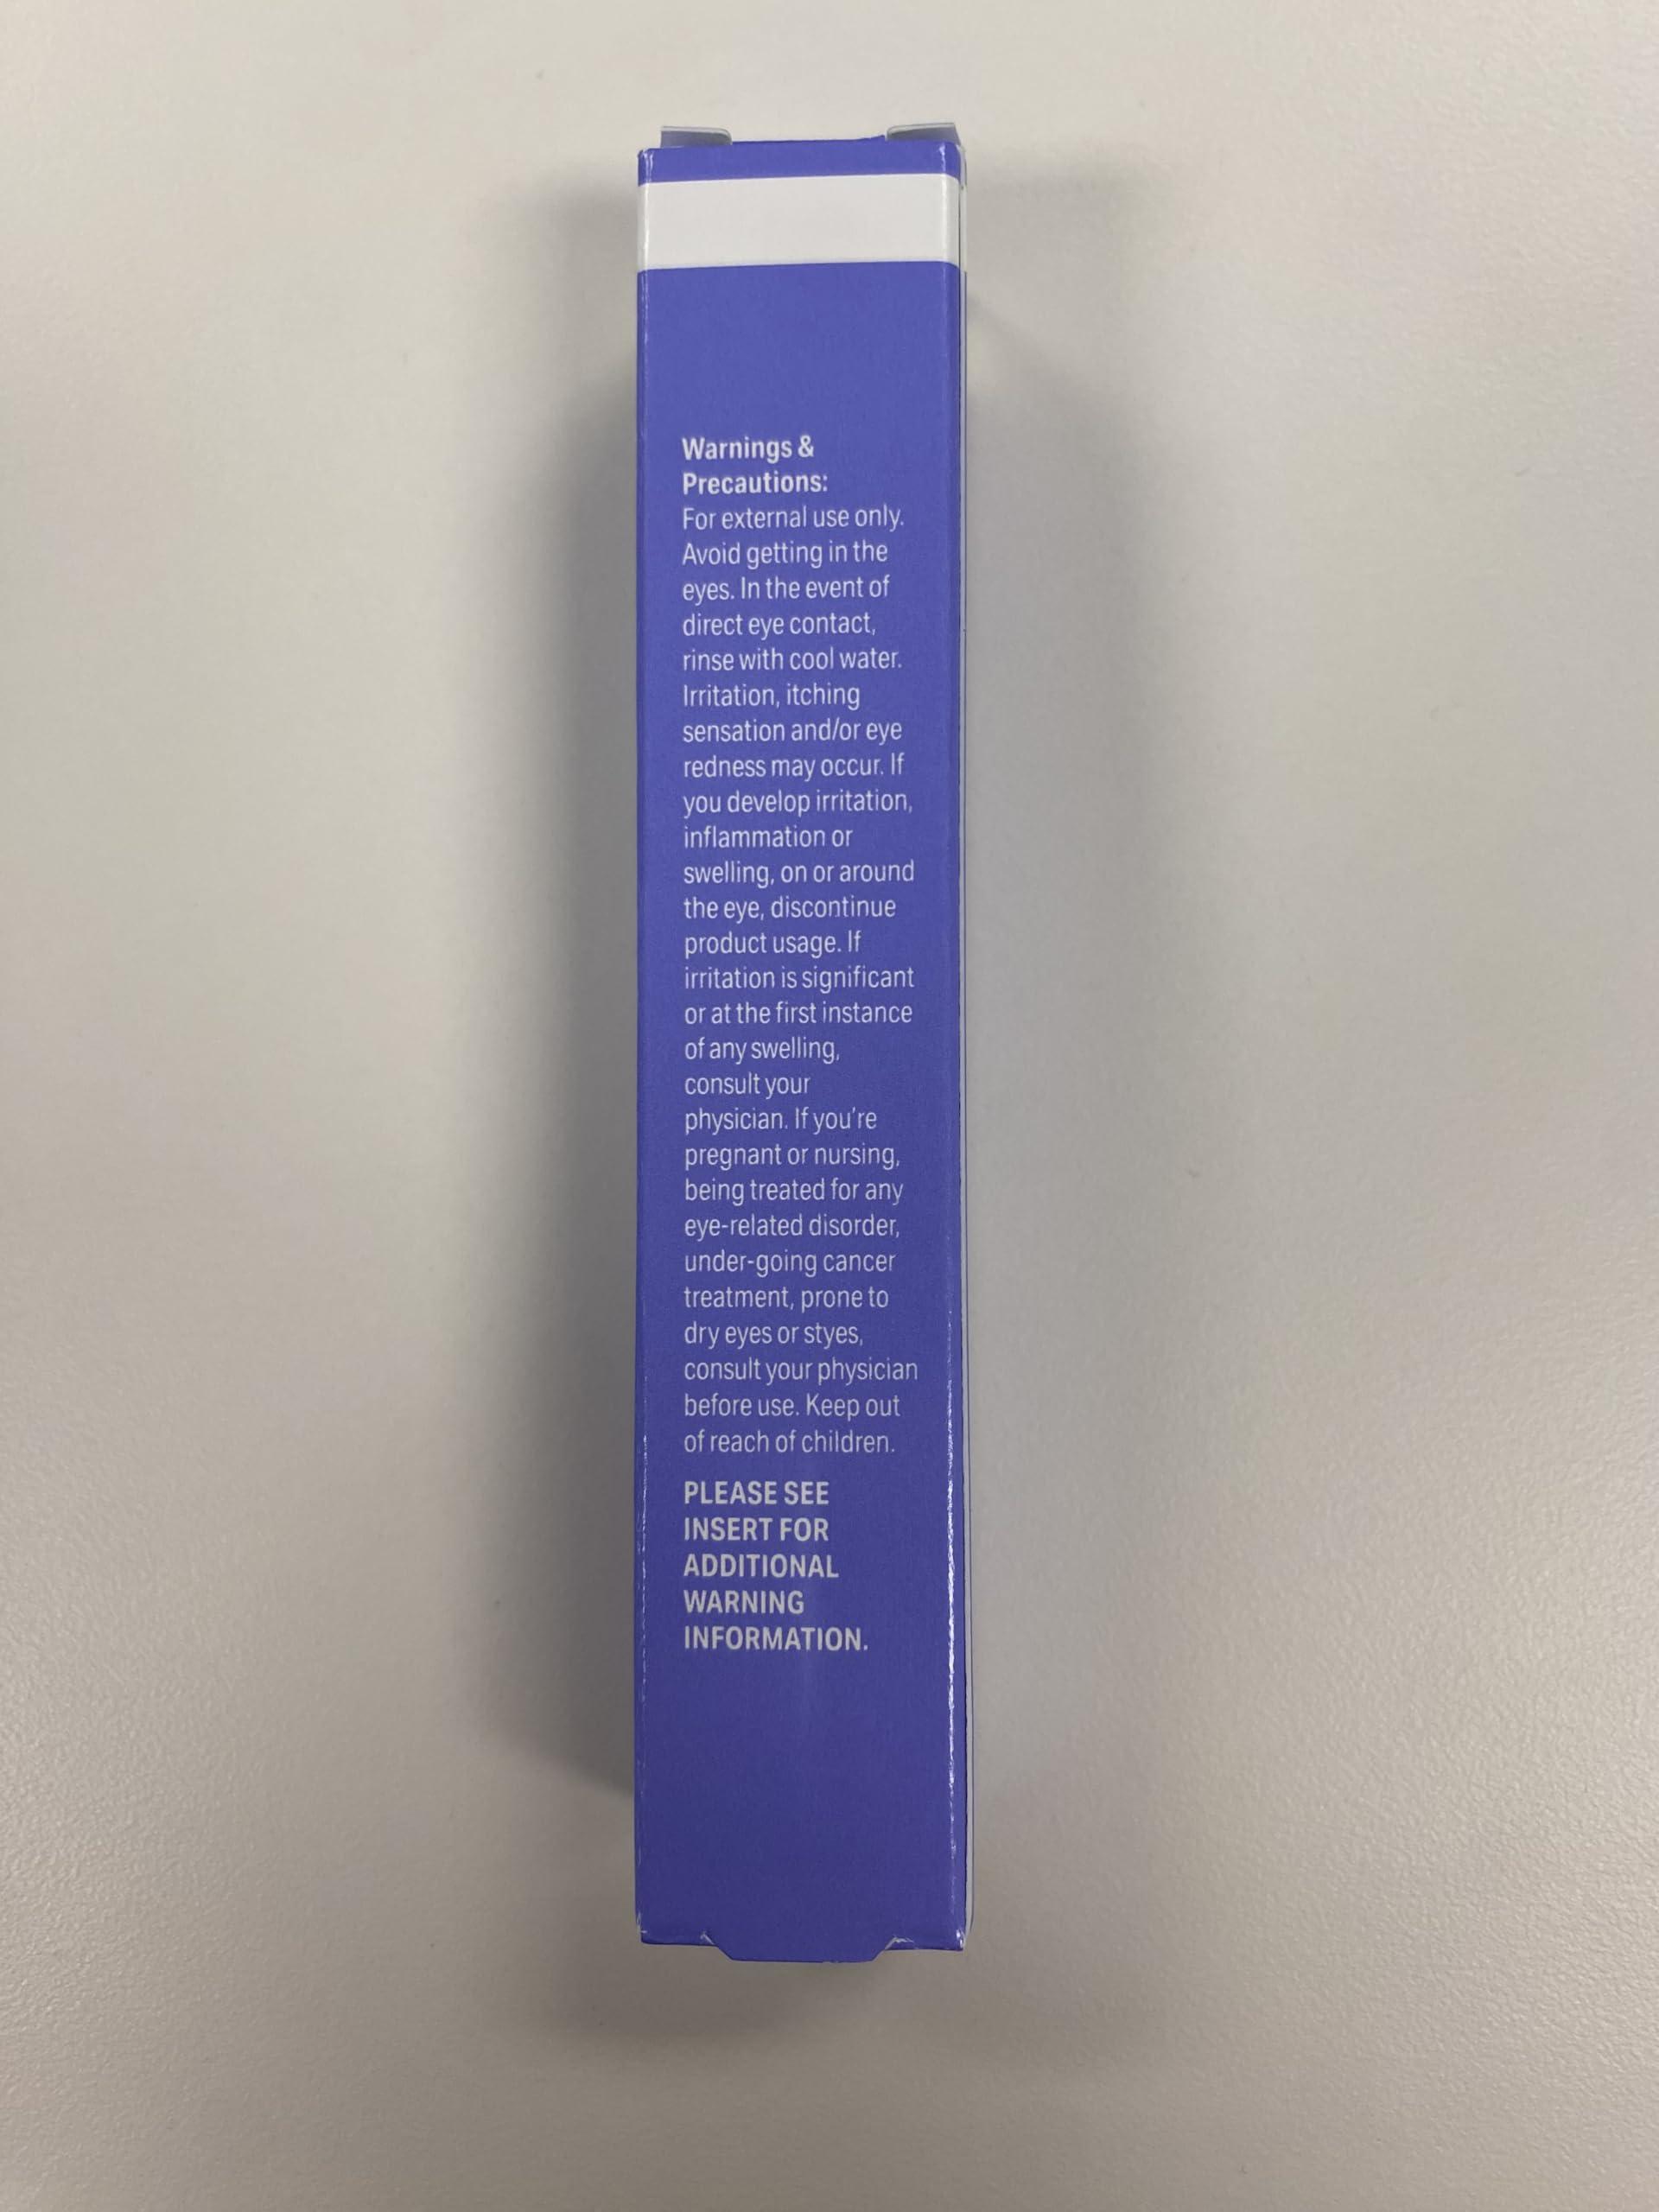 Warnings &
Precautions:
For external use only.
Avoid getting in the
eyes. In the event of
direct eye contact,
rinse with cool water.
Irritation, itching
sensation and/or eye
redness may occur. If
you develop irritation,
inflammation or
swelling, on or around
the eye, discontinue
product usage. If
irritation is significant
or at the first instance
of any swelling,
consult your
physician. If you're
pregnant or nursing,
being treated for any
eye-related disorder,
under-going cancer
treatment, prone to
dry eyes or styes,
consult your physician
before use. Keep out
of reach of children.
PLEASE SEE
INSERT FOR
ADDITIONAL
WARNING
INFORMATION.